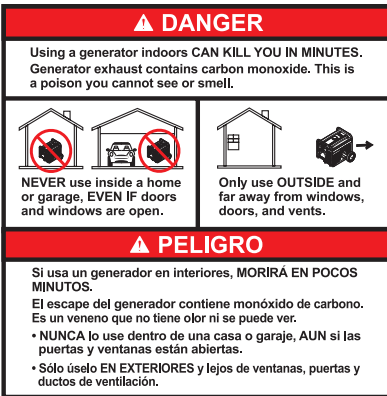 DANGER
Using a generator indoors CAN KILL YOU IN MINUTES.
Generator exhaust contains carbon monoxide. This is
a poison you cannot see or smell.
NEVER use inside a home
or garage, EVEN IF doors
and windows are open.
Only use OUTSIDE and
far away from windows,
doors, and vents.
PELIGRO
Si usa un generador en interiores, MORIRÁ EN POCOS
MINUTOS.
El escape del generador contiene monóxido de carbono.
Es un veneno que no tiene olor ni se puede ver.
• NUNCA lo use dentro de una casa o garaje, AUN si las
puertas y ventanas están abiertas.
• Sólo úselo EN EXTERIORES y lejos de ventanas, puertas y
ductos de ventilación.